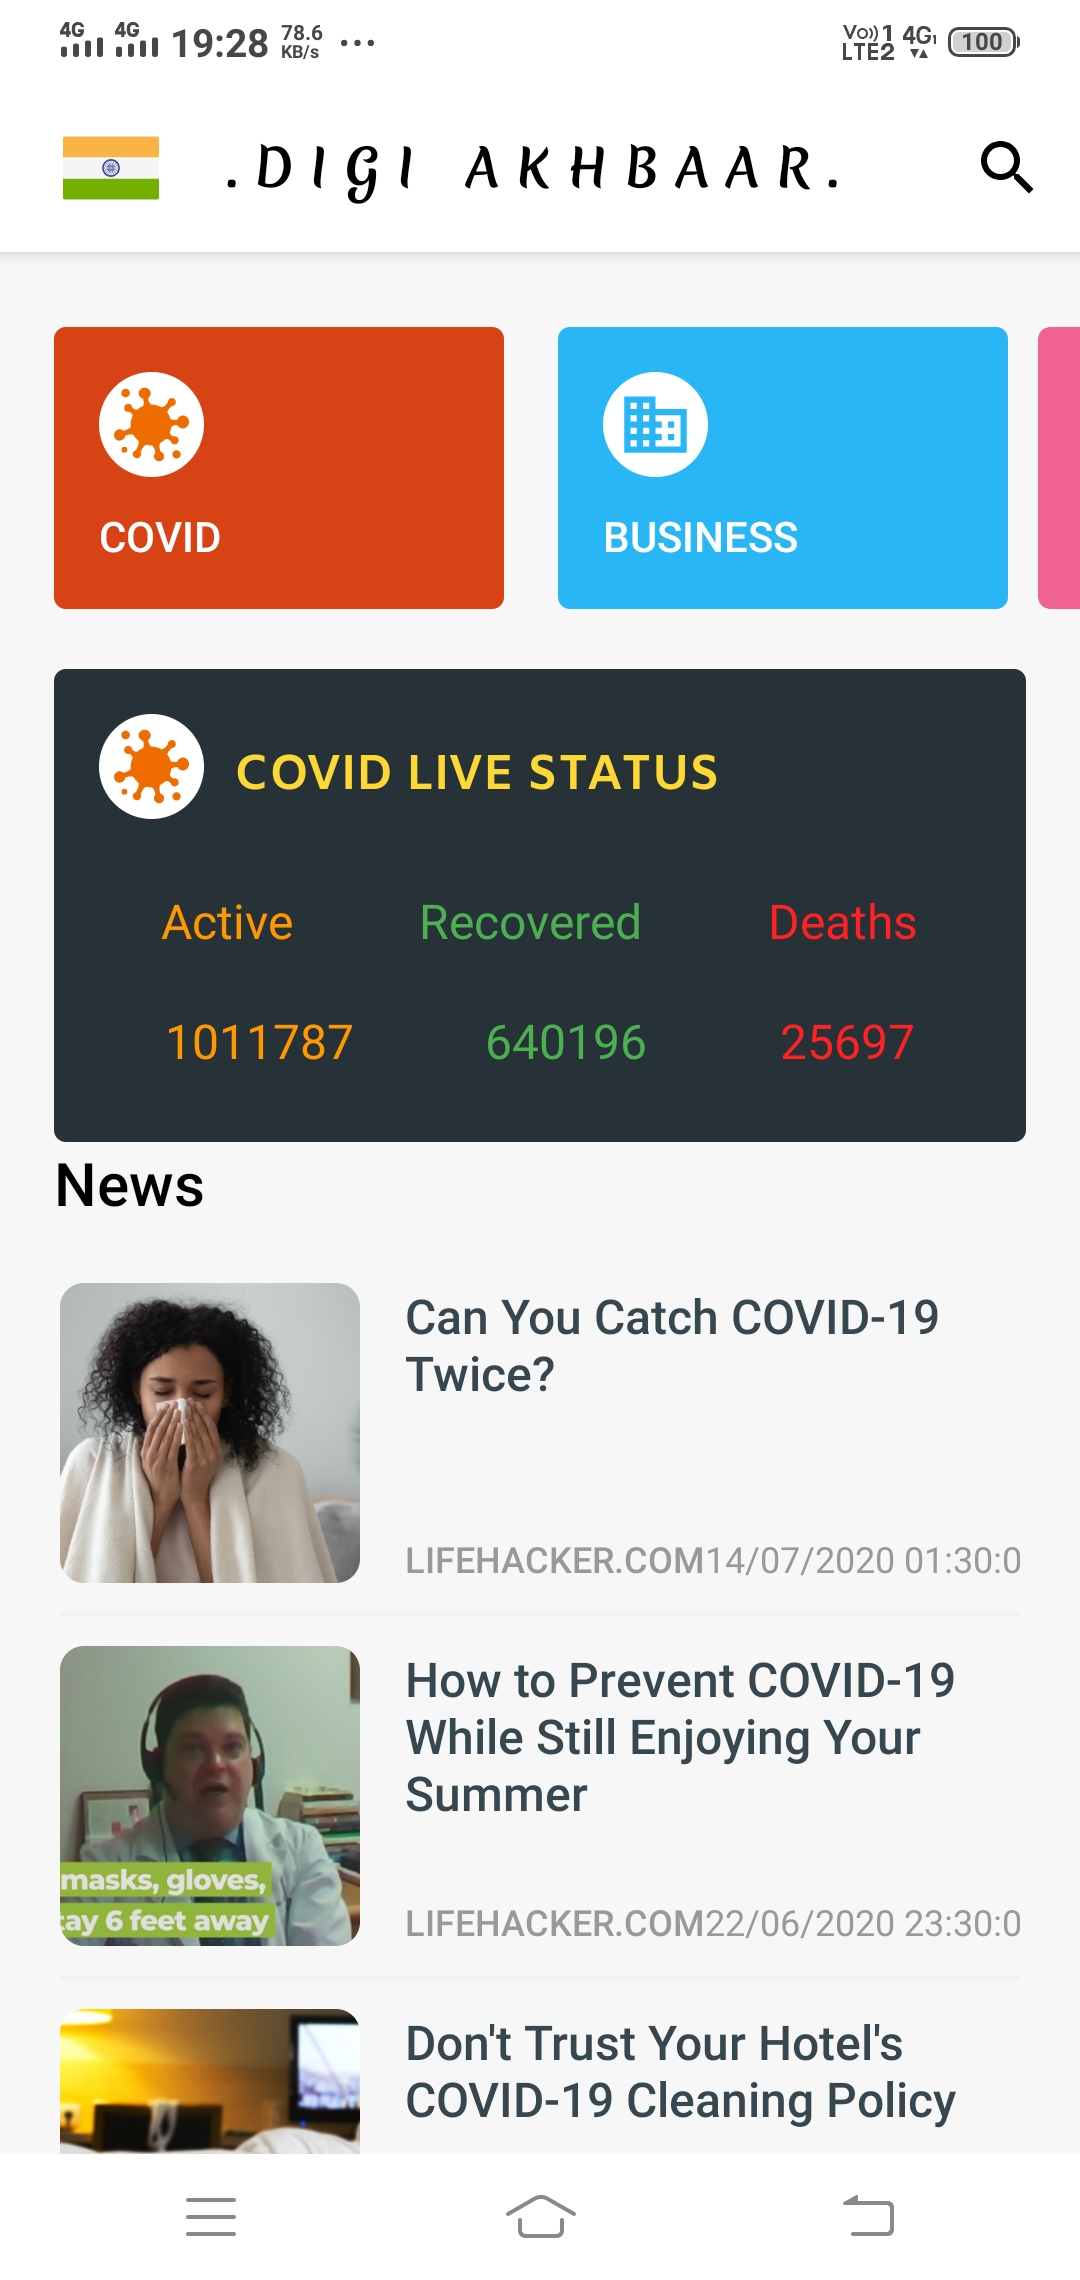 4G 4G 19:28 78.6 KB/s ... Vo)) 1 LTE2 4G1 100
.DIGI AKHBAAR.
COVID BUSINESS
COVID LIVE STATUS
Active Recovered Deaths
1011787 640196 25697
News
Can You Catch COVID-19
Twice?
LIFEHACKER.COM14/07/2020 01:30:0
How to Prevent COVID-19
While Still Enjoying Your
Summer
masks, gloves,
tay 6 feet away
LIFEHACKER.COM22/06/2020 23:30:0
Don't Trust Your Hotel's
COVID-19 Cleaning Policy